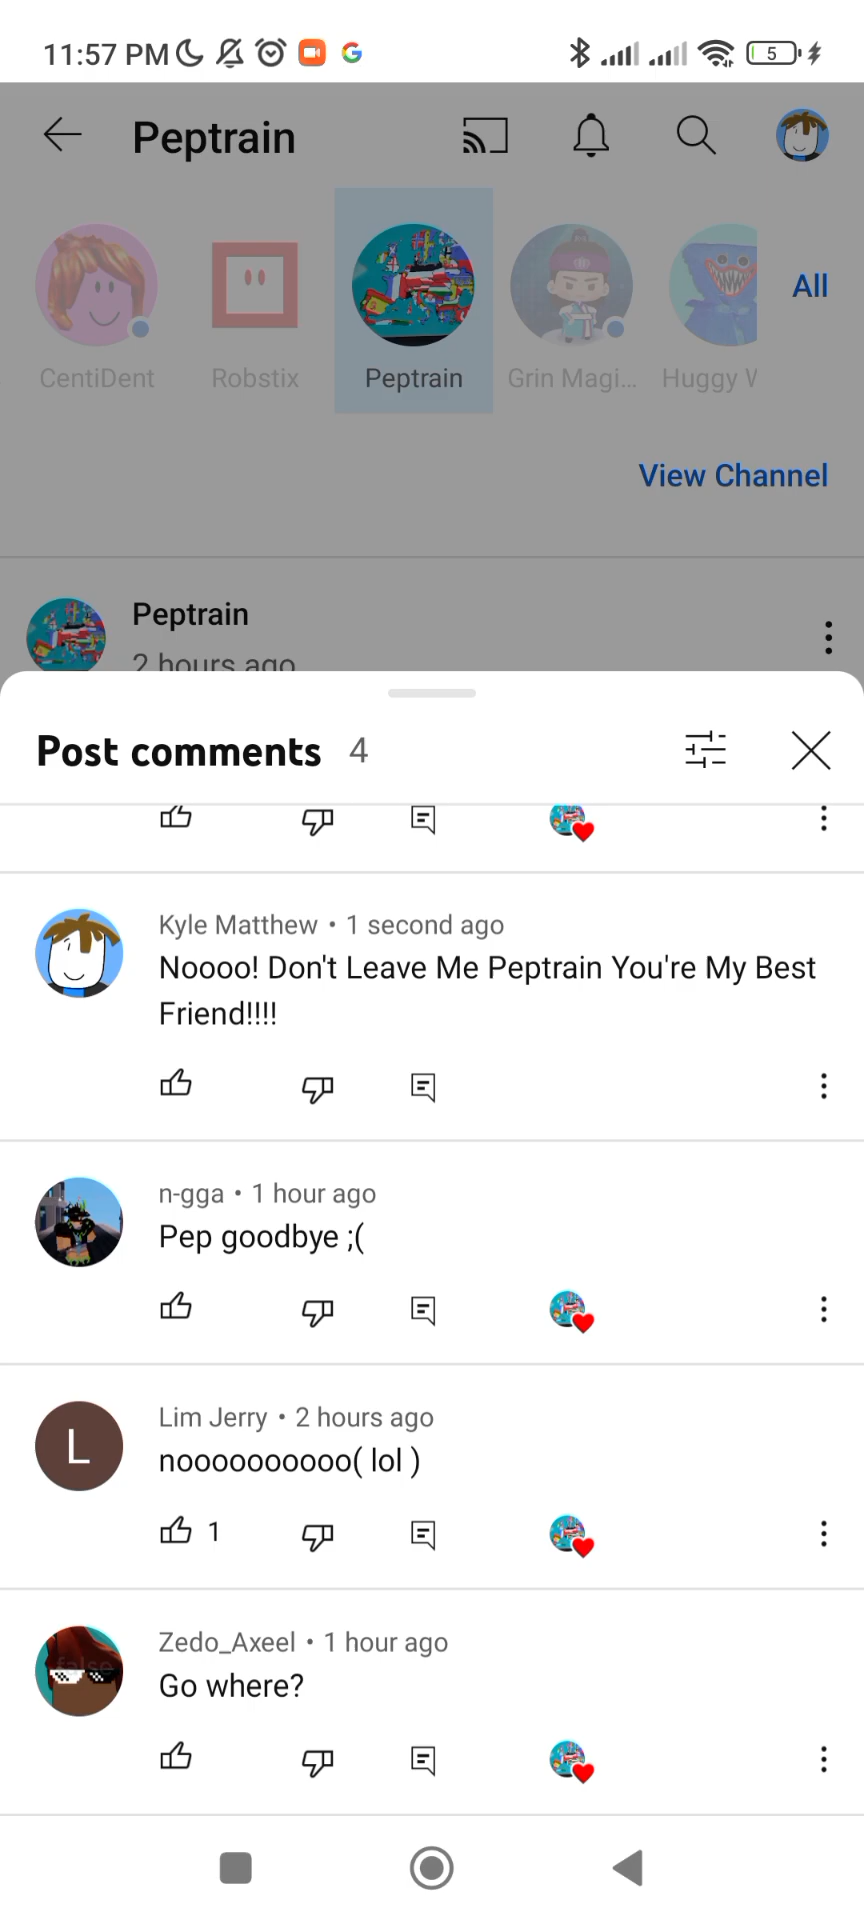 11:57 PM
5
Peptrain
CentiDent
Robstix
Peptrain
Grin Magi...
Huggy W
All
View Channel
Peptrain
2 hours ago
Post comments 4
Kyle Matthew • 1 second ago
Noooo! Don't Leave Me Peptrain You're My Best
Friend!!!!
n-gga • 1 hour ago
Pep goodbye ;(
L
Lim Jerry • 2 hours ago
noooooooooo( lol )
1
Zedo_Axeel • 1 hour ago
false
Go where?